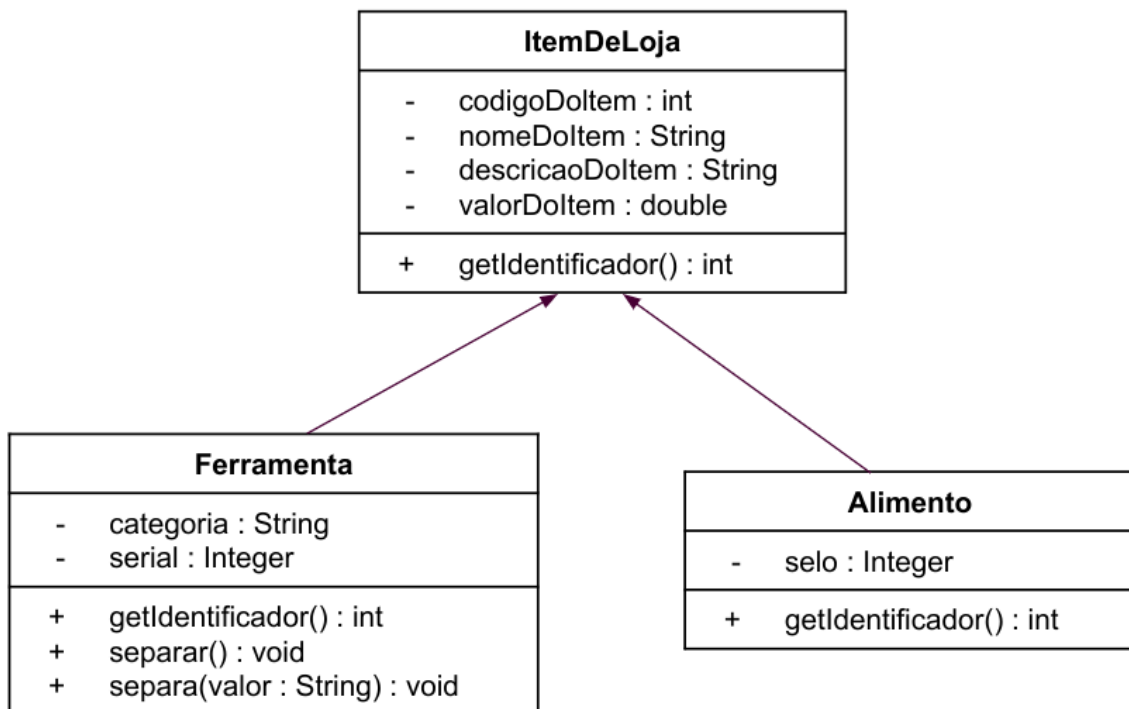 ItemDeLoja
- codigoDoItem : int
- nomeDoItem : String
- descricaoDoItem : String
- valorDoItem : double
+ getIdentificador() : int
Ferramenta
- categoria : String
- serial : Integer
+ getIdentificador() : int
+ separar() : void
+ separa(valor : String) : void
Alimento
- selo : Integer
+ getIdentificador() : int